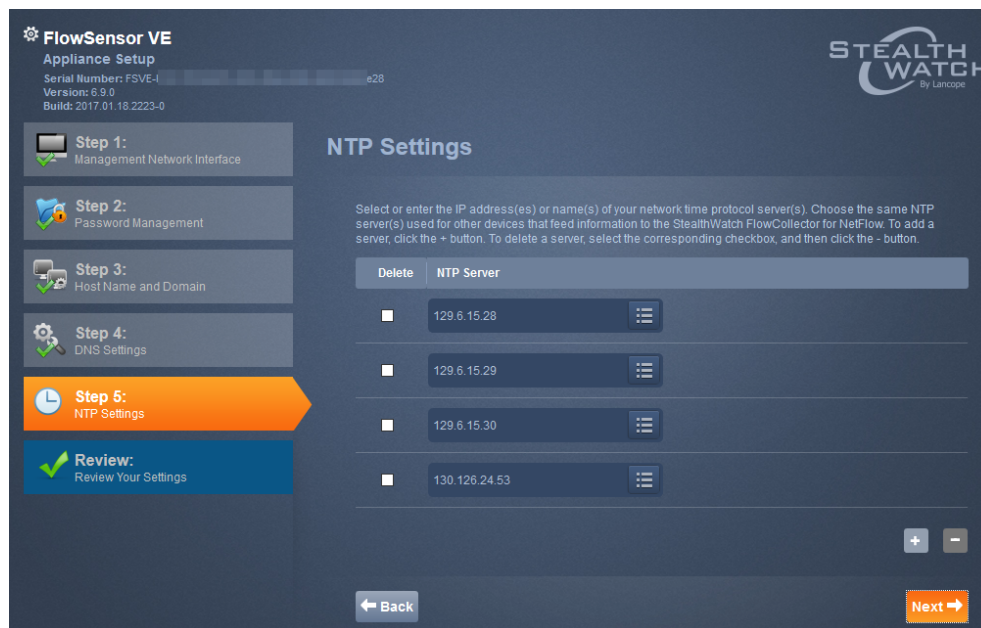 FlowSensor VE
Appliance Setup
Serial Number: FSVE- e28
Version: 6.9.0
Build: 2017.01.18.2223-0
STEALTH
WATCH
By Lancope
Step 1:
Management Network Interface
Step 2:
Password Management
Step 3:
Host Name and Domain
Step 4:
DNS Settings
Step 5:
NTP Settings
Review:
Review Your Settings
NTP Settings
Select or enter the IP address(es) or name(s) of your network time protocol server(s). Choose the same NTP
server(s) used for other devices that feed information to the StealthWatch FlowCollector for NetFlow. To add a
server, click the + button. To delete a server, select the corresponding checkbox, and then click the - button.
Delete NTP Server
129.6.15.28
129.6.15.29
129.6.15.30
130.126.24.53
+ -
Back Next